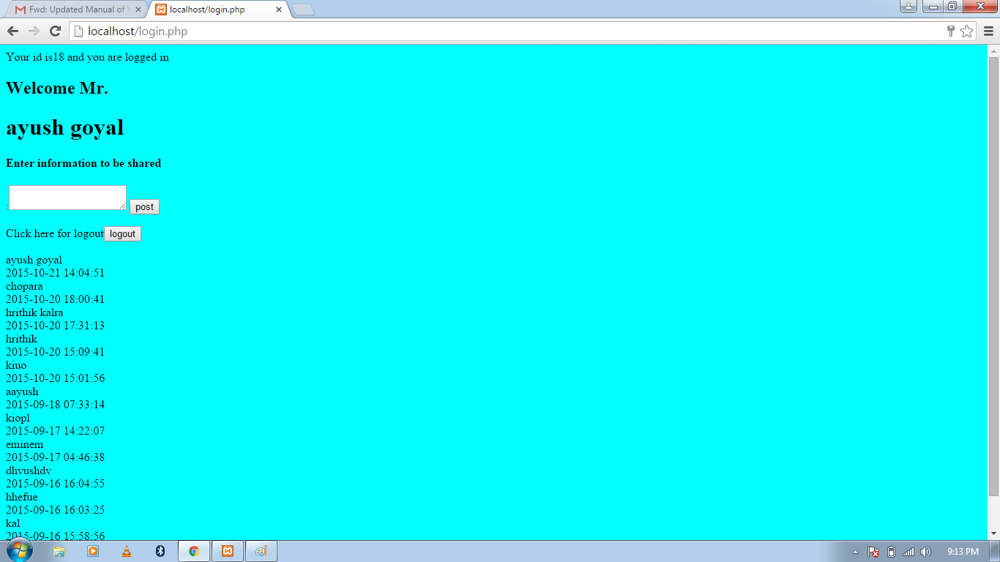 Fwd: Updated Manual of
localhost/login.php
localhost/login.php
Your id is18 and you are logged in
Welcome Mr.
ayush goyal
Enter information to be shared
: post
Click here for logout logout
ayush goyal
2015-10-21 14:04:51
chopara
2015-10-20 18:00:41
hrithik kalra
2015-10-20 17:31:13
hrithik
2015-10-20 15:09:41
kiuo
2015-10-20 15:01:56
aayush
2015-09-18 07:33:14
kiopl
2015-09-17 14:22:07
eminem
2015-09-17 04:46:38
dhvushdv
2015-09-16 16:04:55
hhefue
2015-09-16 16:03:25
kal
2015-09-16 15:58:56
9:13 PM